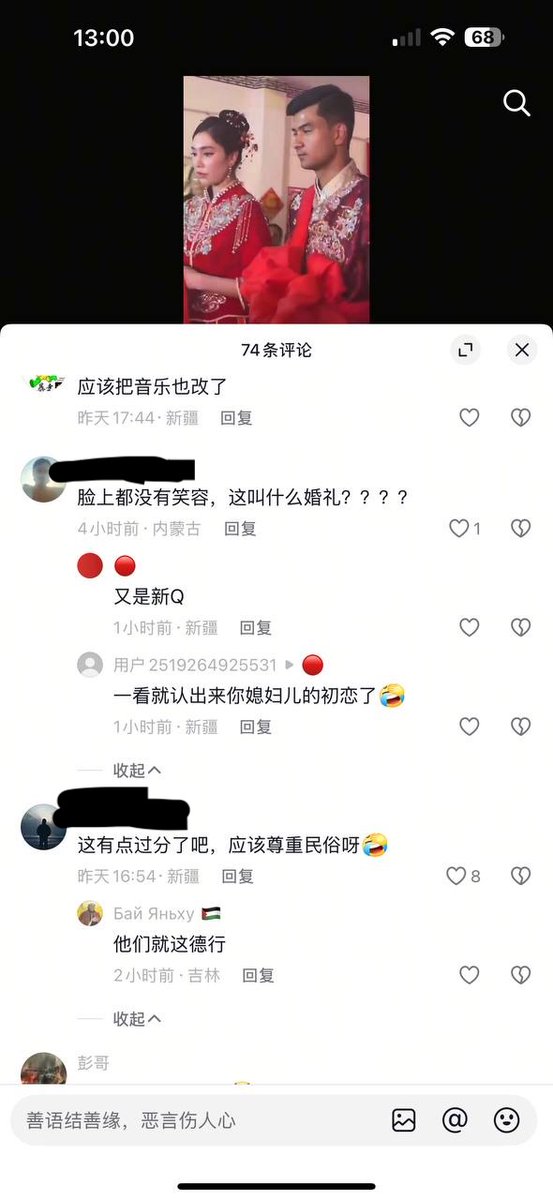 13:00
68
74条评论
应该把音乐也改了
昨天 17:44 · 新疆 回复
脸上都没有笑容，这叫什么婚礼？？？？
4小时前 · 内蒙古 回复
1
又是新Q
1小时前 · 新疆 回复
用户2519264925531
一看就认出来你媳妇儿的初恋了🤣
1小时前 · 新疆 回复
收起
这有点过分了吧，应该尊重民俗呀🤣
昨天 16:54 · 新疆 回复
8
Бай Яньху 🇵🇸
他们就这德行
2小时前 · 吉林 回复
收起
彭哥
善语结善缘，恶言伤人心